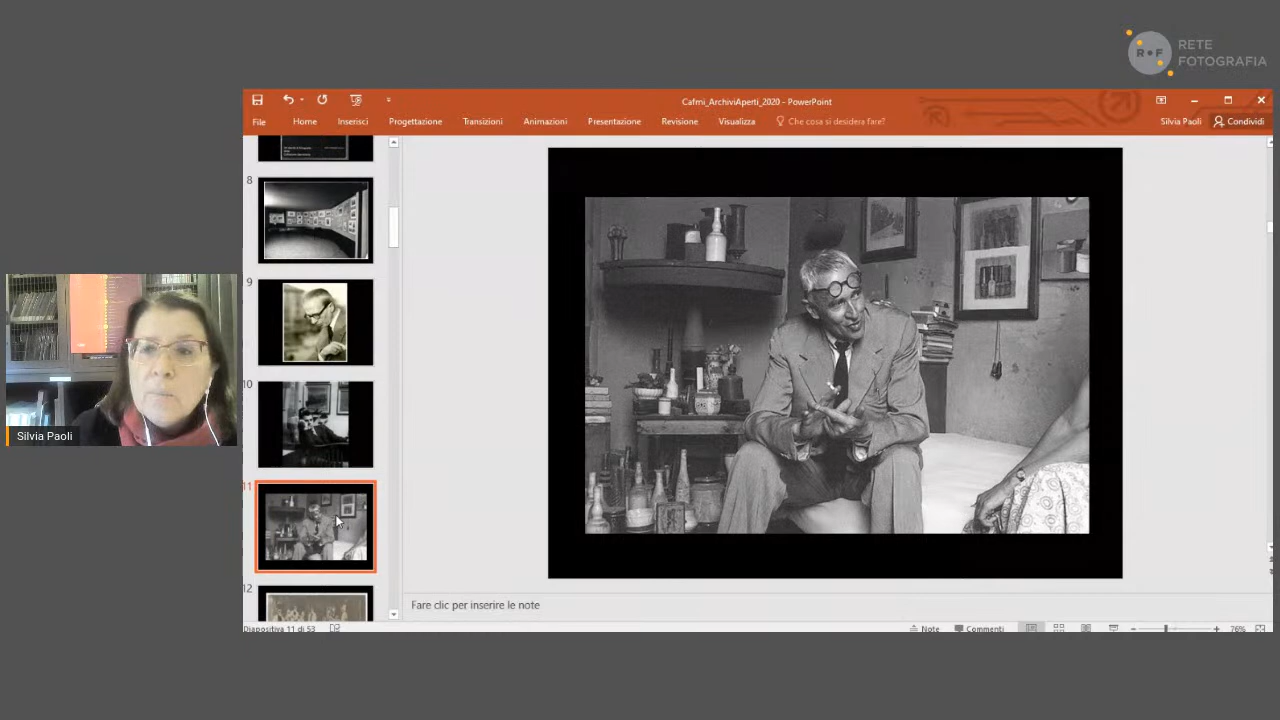 R•F
RETE
FOTOGRAFIA
Cafmi_ArchiviAperti_2020 - PowerPoint
File Home Inserisci Progettazione Transizioni Animazioni Presentazione Revisione Visualizza Che cosa si desidera fare? Silvia Paoli Condividi
8
9
10
11
12
Silvia Paoli
Fare clic per inserire le note
Diapositiva 11 di 53 Note Commenti 76%